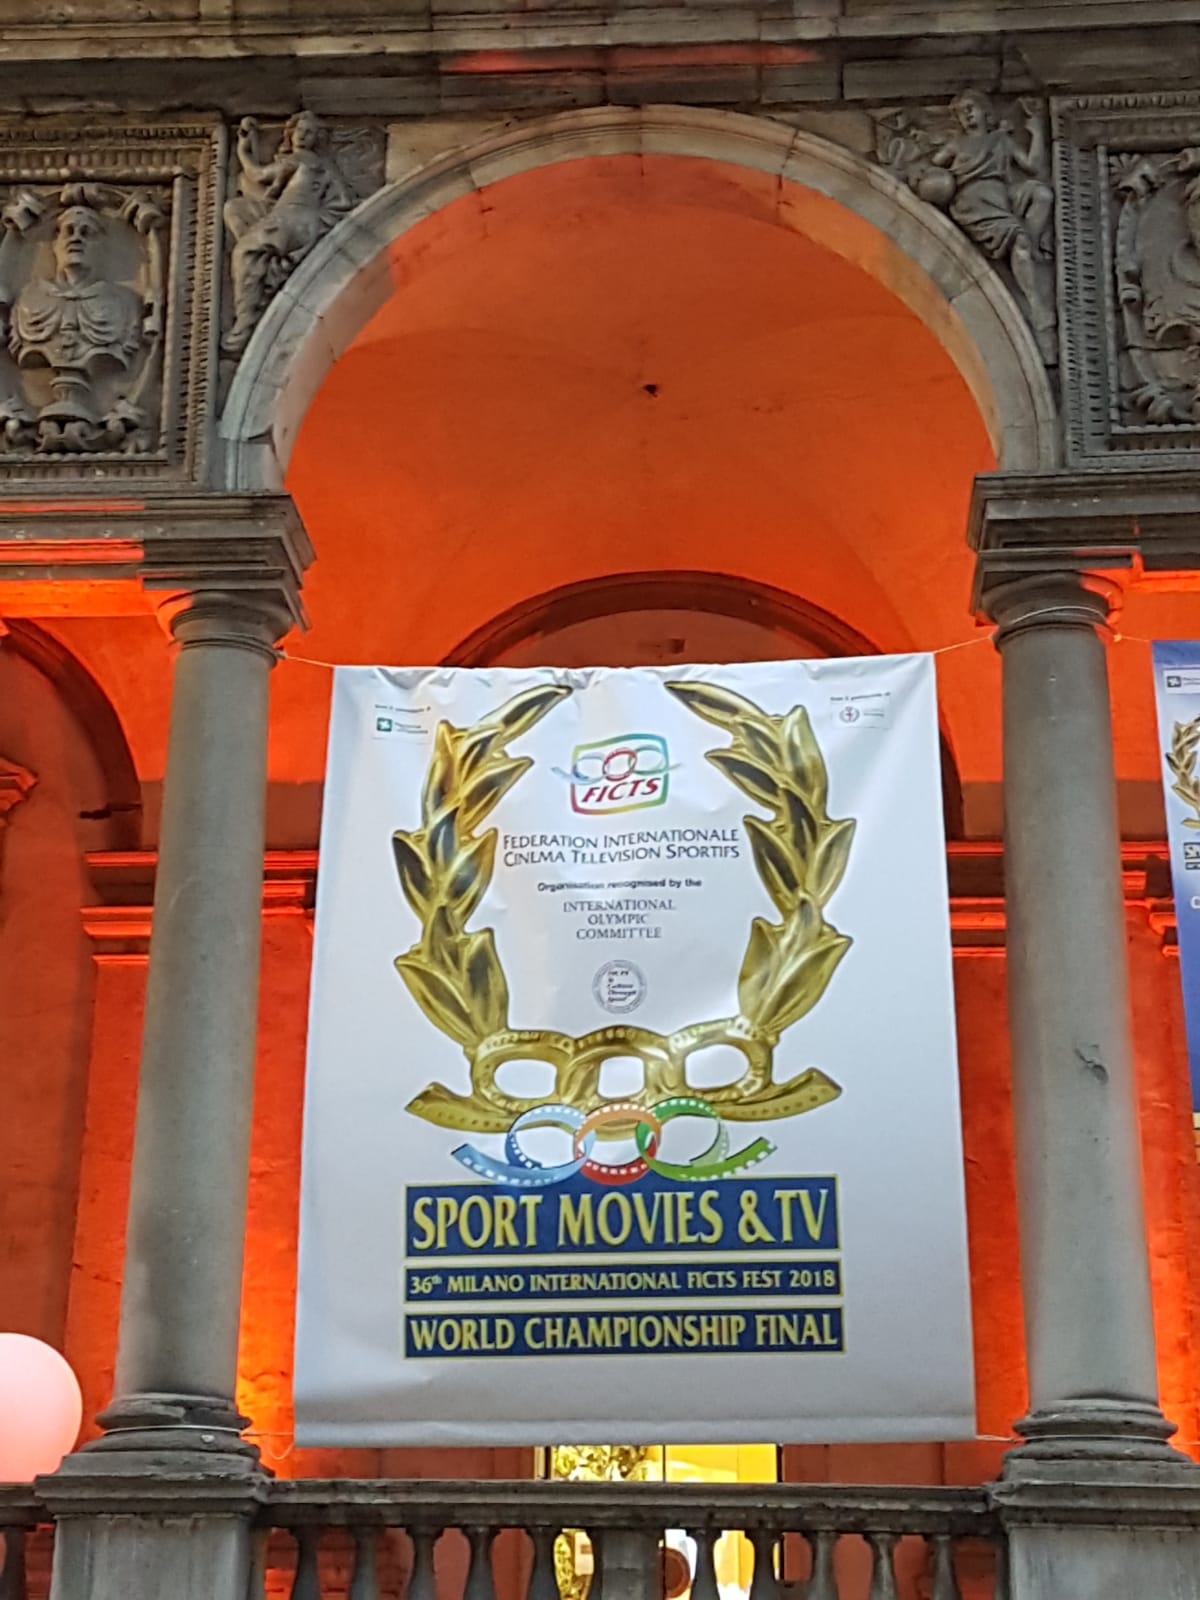 FICTS
FEDERATION INTERNATIONALE
CINEMA TELEVISION SPORTIFS
Organisation recognised by the
INTERNATIONAL
OLYMPIC
COMMITTEE
SPORT MOVIES & TV
36th MILANO INTERNATIONAL FICTS FEST 2018
WORLD CHAMPIONSHIP FINAL